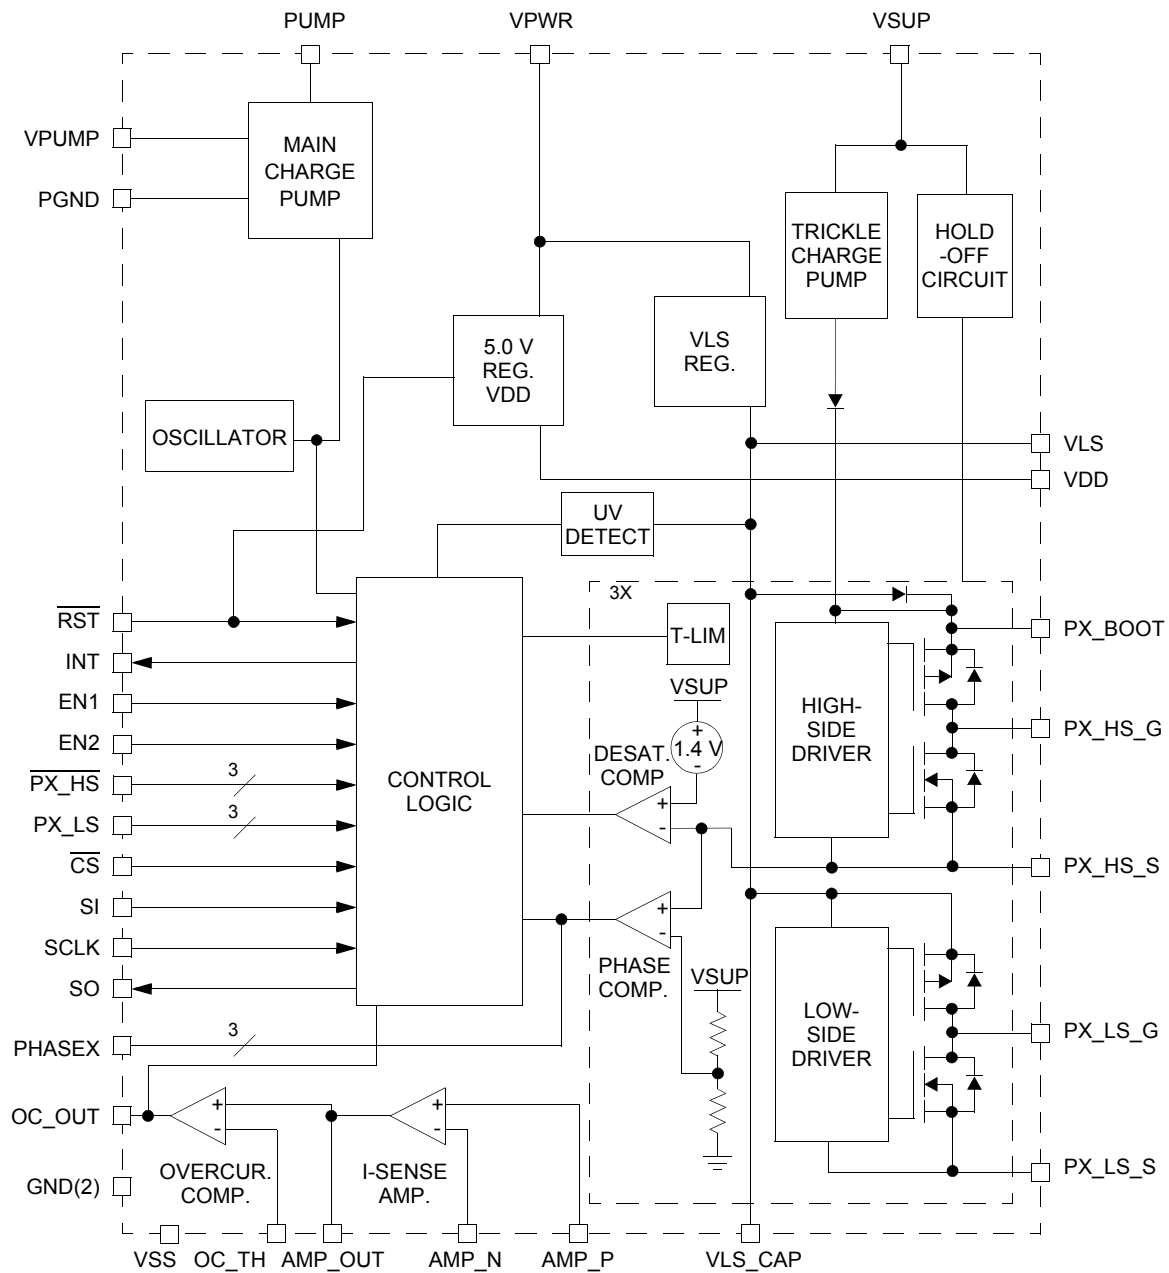 PUMP
VPWR
VSUP
VPUMP
PGND
MAIN
CHARGE
PUMP
TRICKLE
CHARGE
PUMP
HOLD
-OFF
CIRCUIT
5.0 V
REG.
VDD
VLS
REG.
OSCILLATOR
VLS
VDD
UV
DETECT
3X
RST
INT
EN1
EN2
PX_HS
3
PX_LS
3
CS
SI
SCLK
SO
PHASEX
3
OC_OUT
GND(2)
CONTROL
LOGIC
T-LIM
VSUP
+
1.4 V
-
DESAT.
COMP.
+
-
+
-
PHASE
COMP.
VSUP
HIGH-
SIDE
DRIVER
LOW-
SIDE
DRIVER
PX_BOOT
PX_HS_G
PX_HS_S
PX_LS_G
PX_LS_S
+
-
OVERCUR.
COMP.
+
-
I-SENSE
AMP.
VSS
OC_TH
AMP_OUT
AMP_N
AMP_P
VLS_CAP